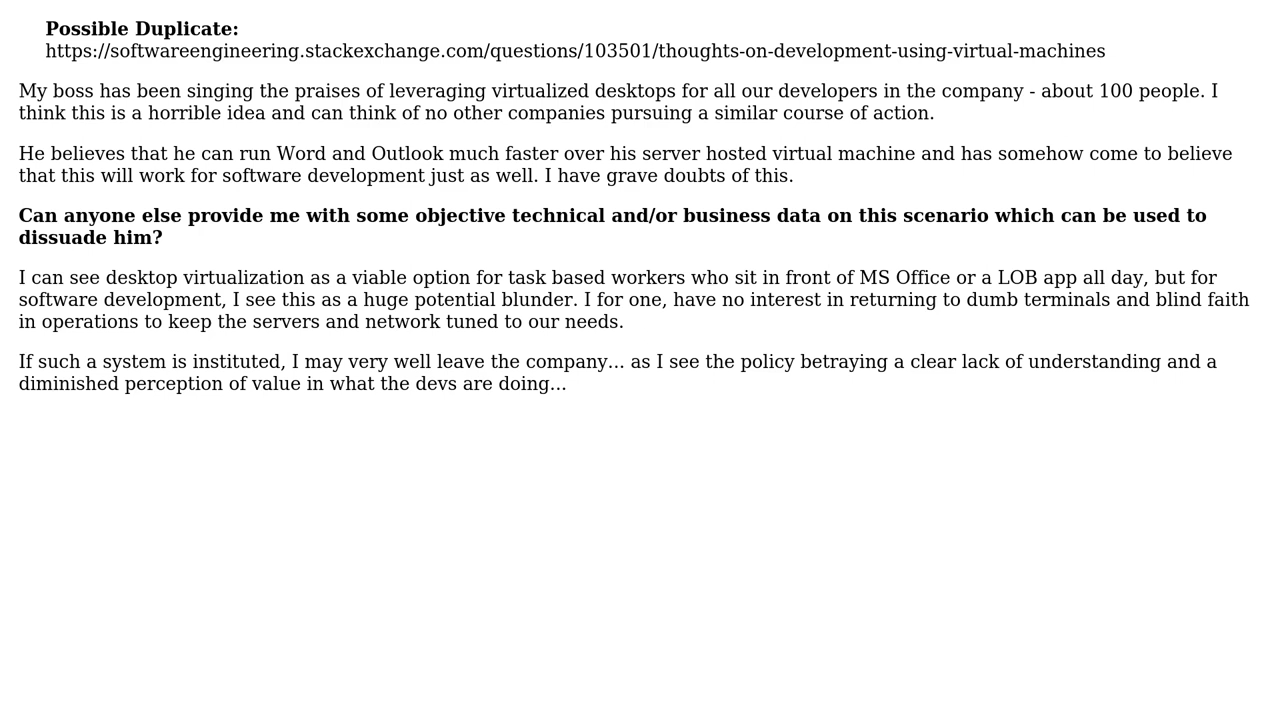 Possible Duplicate:
https://softwareengineering.stackexchange.com/questions/103501/thoughts-on-development-using-virtual-machines
My boss has been singing the praises of leveraging virtualized desktops for all our developers in the company - about 100 people. I
think this is a horrible idea and can think of no other companies pursuing a similar course of action.
He believes that he can run Word and Outlook much faster over his server hosted virtual machine and has somehow come to believe
that this will work for software development just as well. I have grave doubts of this.
Can anyone else provide me with some objective technical and/or business data on this scenario which can be used to
dissuade him?
I can see desktop virtualization as a viable option for task based workers who sit in front of MS Office or a LOB app all day, but for
software development, I see this as a huge potential blunder. I for one, have no interest in returning to dumb terminals and blind faith
in operations to keep the servers and network tuned to our needs.
If such a system is instituted, I may very well leave the company... as I see the policy betraying a clear lack of understanding and a
diminished perception of value in what the devs are doing...